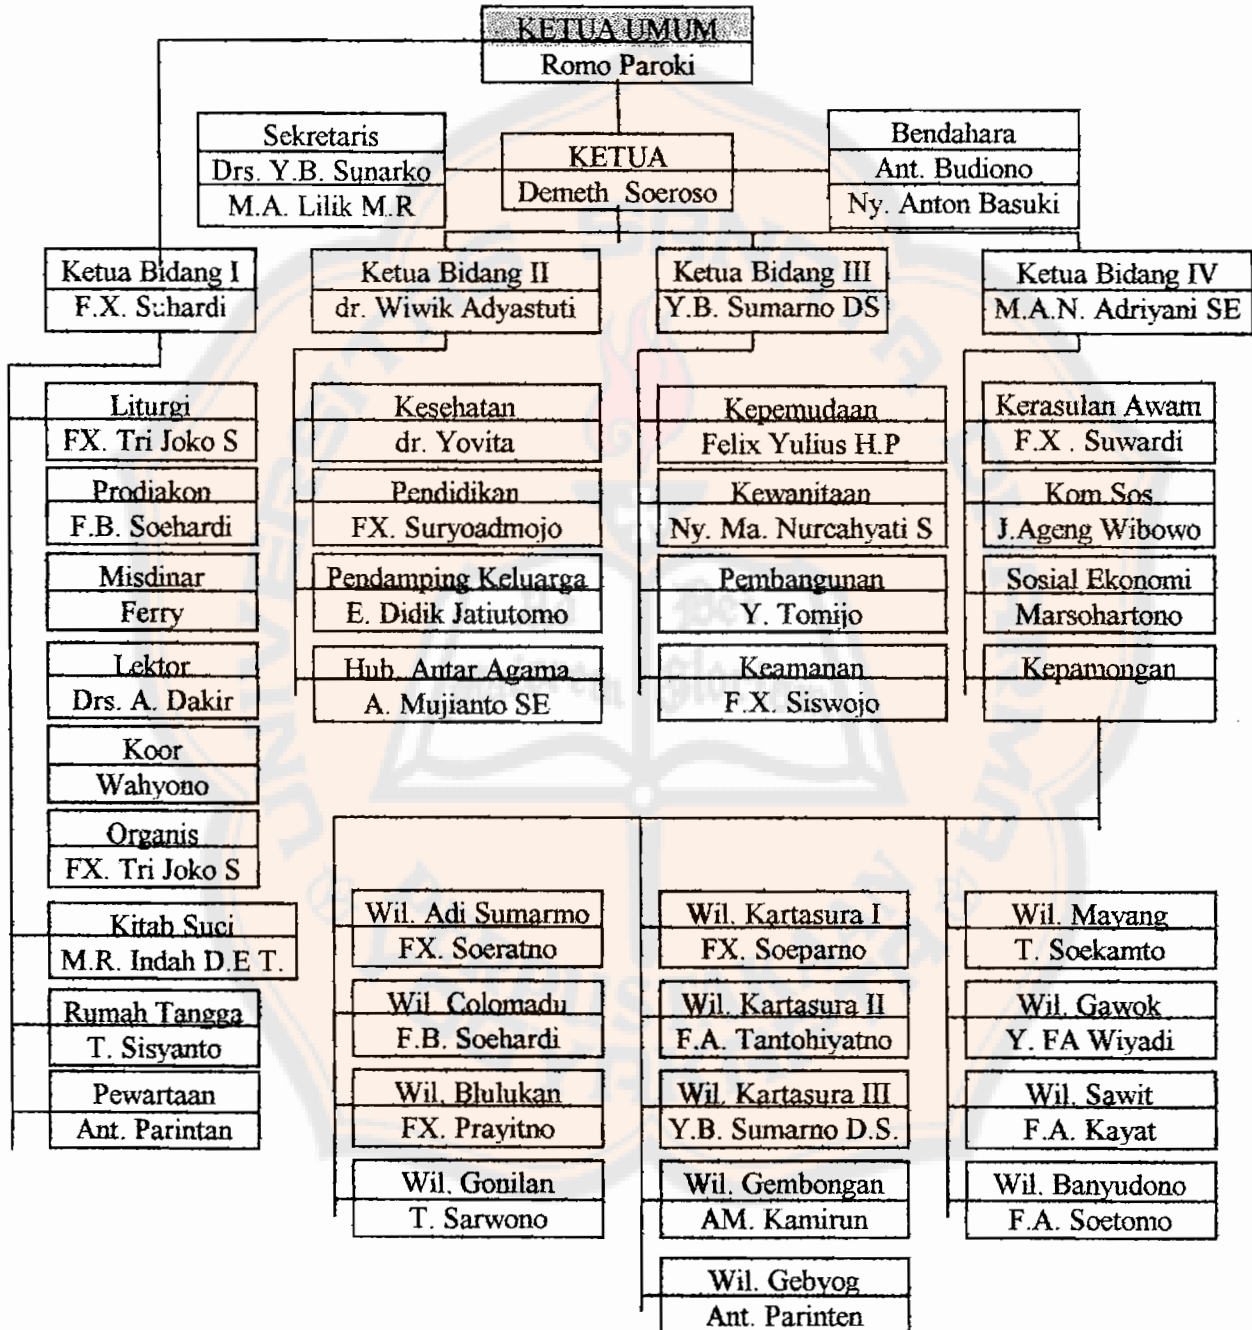 KETUA UMUM
Romo Paroki
Sekretaris
Drs. Y.B. Sunarko
M.A. Lilik M.R
KETUA
Demeth Soeroso
Bendahara
Ant. Budiono
Ny. Anton Basuki
Ketua Bidang I
F.X. Suhardi
Ketua Bidang II
dr. Wiwik Adyastuti
Ketua Bidang III
Y.B. Sumarno DS
Ketua Bidang IV
M.A.N. Adriyani SE
Liturgi
FX. Tri Joko S
Prodiakon
F.B. Soehardi
Misdinar
Ferry
Lektor
Drs. A. Dakir
Koor
Wahyono
Organis
FX. Tri Joko S
Kitab Suci
M.R. Indah D.E T.
Rumah Tangga
T. Sisyanto
Pewartaan
Ant. Parintan
Kesehatan
dr. Yovita
Pendidikan
FX. Suryoadmojo
Pendamping Keluarga
E. Didik Jatiutomo
Hub. Antar Agama
A. Mujianto SE
Kepemudaan
Felix Yulius H.P
Kewanitaan
Ny. Ma. Nurcahyati S
Pembangunan
Y. Tomijo
Keamanan
F.X. Siswojo
Kerasulan Awam
F.X . Suwardi
Kom.Sos
J.Ageng Wibowo
Sosial Ekonomi
Marsohartono
Kepamongan
Wil. Adi Sumarmo
FX. Soeratno
Wil. Colomadu
F.B. Soehardi
Wil. Blulukan
FX. Prayitno
Wil. Gonilan
T. Sarwono
Wil. Kartasura I
FX. Soeparno
Wil. Kartasura II
F.A. Tantohiyatno
Wil. Kartasura III
Y.B. Sumarno D.S.
Wil. Gembongan
AM. Kamirun
Wil. Gebyog
Ant. Parinten
Wil. Mayang
T. Soekamto
Wil. Gawok
Y. FA Wiyadi
Wil. Sawit
F.A. Kayat
Wil. Banyudono
F.A. Soetomo
UNIVERSITAS SANATA DHARMA
Ad
Dei
maiorem
Gloriam